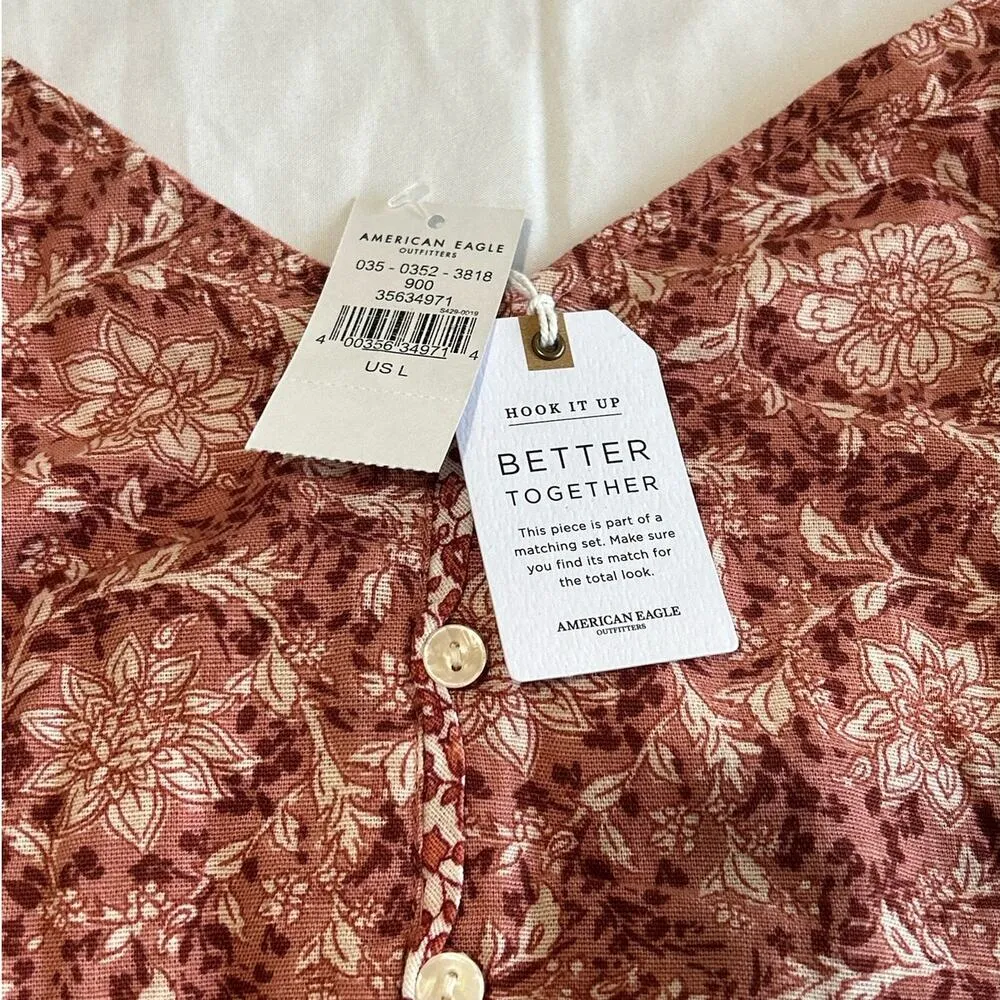 AMERICAN EAGLE
OUTFITTERS
035 - 0352 - 3818
900
35634971
S429-0019
4 00356 34971 4
US L
HOOK IT UP
BETTER
TOGETHER
This piece is part of a
matching set. Make sure
you find its match for
the total look.
AMERICAN EAGLE
OUTFITTERS